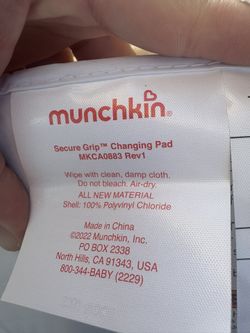 munchkin®
Secure Grip™ Changing Pad
MKCA0883 Rev1
Wipe with clean, damp cloth.
Do not bleach. Air-dry.
ALL NEW MATERIAL
Shell: 100% Polyvinyl Chloride
Made in China
©2022 Munchkin, Inc.
PO BOX 2338
North Hills, CA 91343, USA
800-344-BABY (2229)